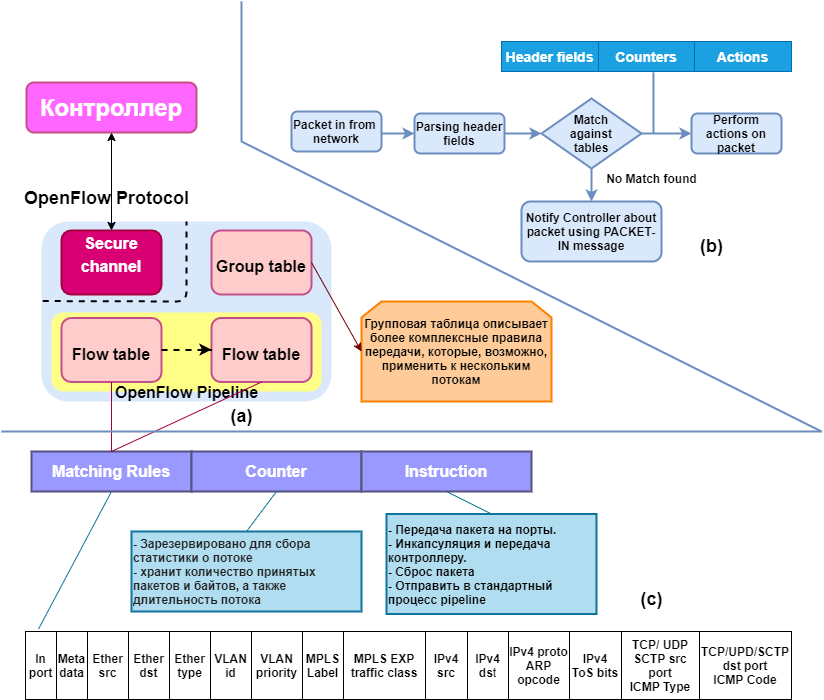 Контроллер
OpenFlow Protocol
Secure
channel
Group table
Flow table
Flow table
OpenFlow Pipeline
(a)
Групповая таблица описывает
более комплексные правила
передачи, которые, возможно,
применить к нескольким
потокам
Header fields
Counters
Actions
Packet in from
network
Parsing header
fields
Match
against
tables
Perform
actions on
packet
No Match found
Notify Controller about
packet using PACKET-
IN message
(b)
Matching Rules
Counter
Instruction
- Зарезервировано для сбора
статистики о потоке
- хранит количество принятых
пакетов и байтов, а также
длительность потока
- Передача пакета на порты.
- Инкапсуляция и передача
контроллеру.
- Сброс пакета
- Отправить в стандартный
процесс pipeline
(c)
In
port
Meta
data
Ether
src
Ether
dst
Ether
type
VLAN
id
VLAN
priority
MPLS
Label
MPLS EXP
traffic class
IPv4
src
IPv4
dst
IPv4 proto
ARP
opcode
IPv4
ToS bits
TCP/ UDP
SCTP src
port
ICMP Type
TCP/UPD/SCTP
dst port
ICMP Code